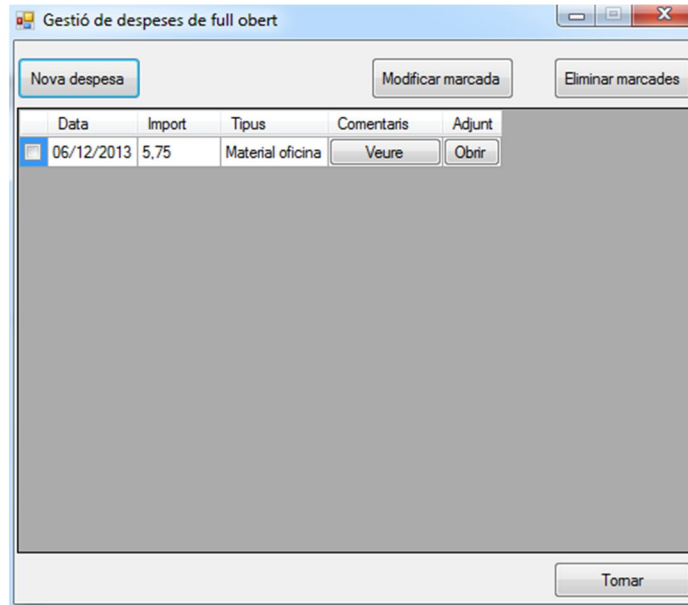 Gestió de despeses de full obert
Nova despesa Modificar marcada Eliminar marcades
Data Import Tipus Comentaris Adjunt
06/12/2013 5,75 Material oficina Veure Obrir
Tornar